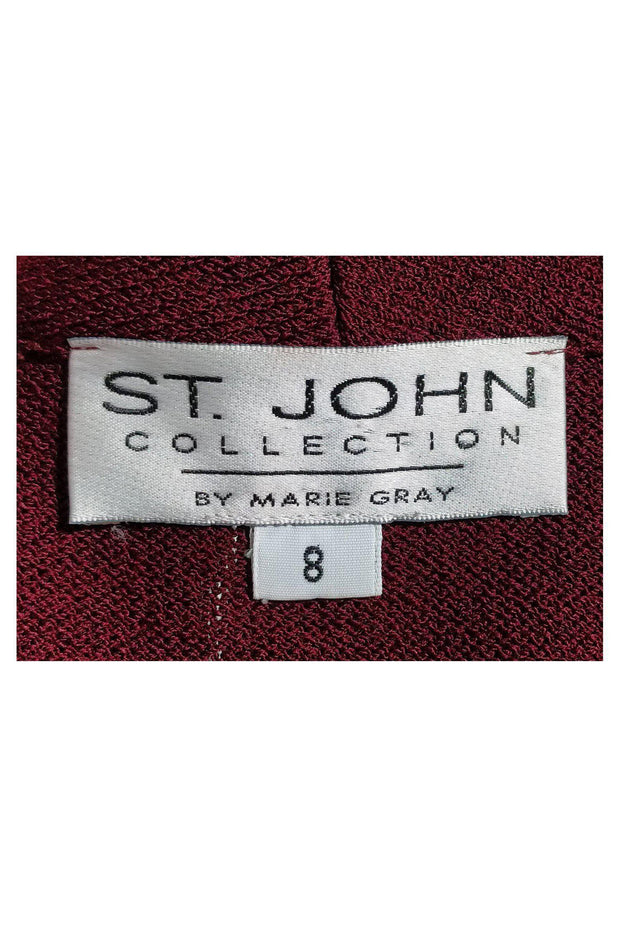 ST. JOHN
COLLECTION
BY MARIE GRAY
8